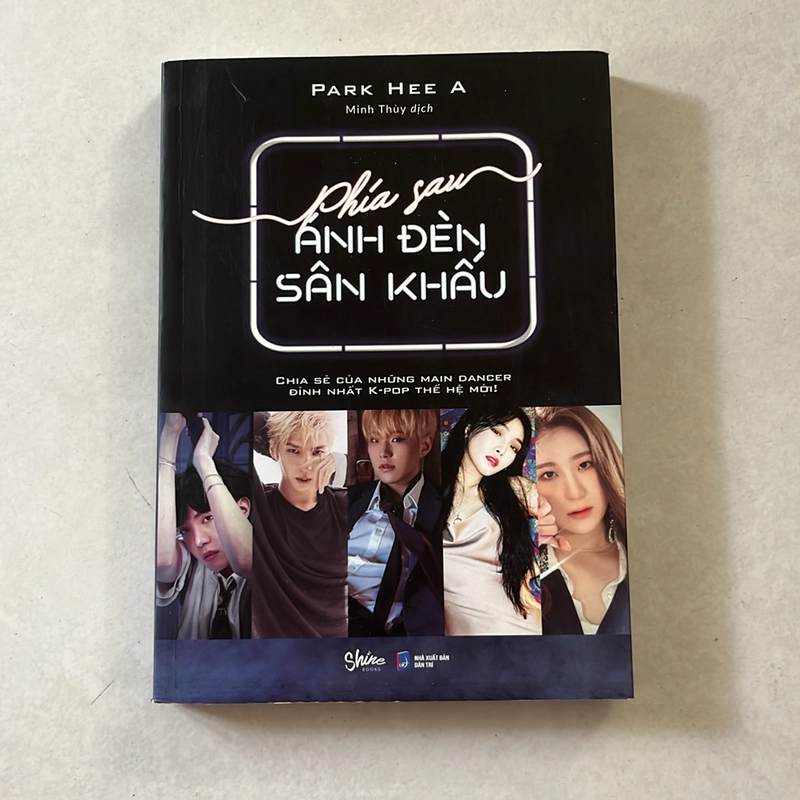 PARK HEE A
Minh Thùy dịch
Phía sau
ÁNH ĐÈN
SÂN KHẤU
CHIA SẺ CỦA NHỮNG MAIN DANCER
ĐỈNH NHẤT K-POP THẾ HỆ MỚI!
Shine
BOOKS
NHÀ XUẤT BẢN
DÂN TRÍ